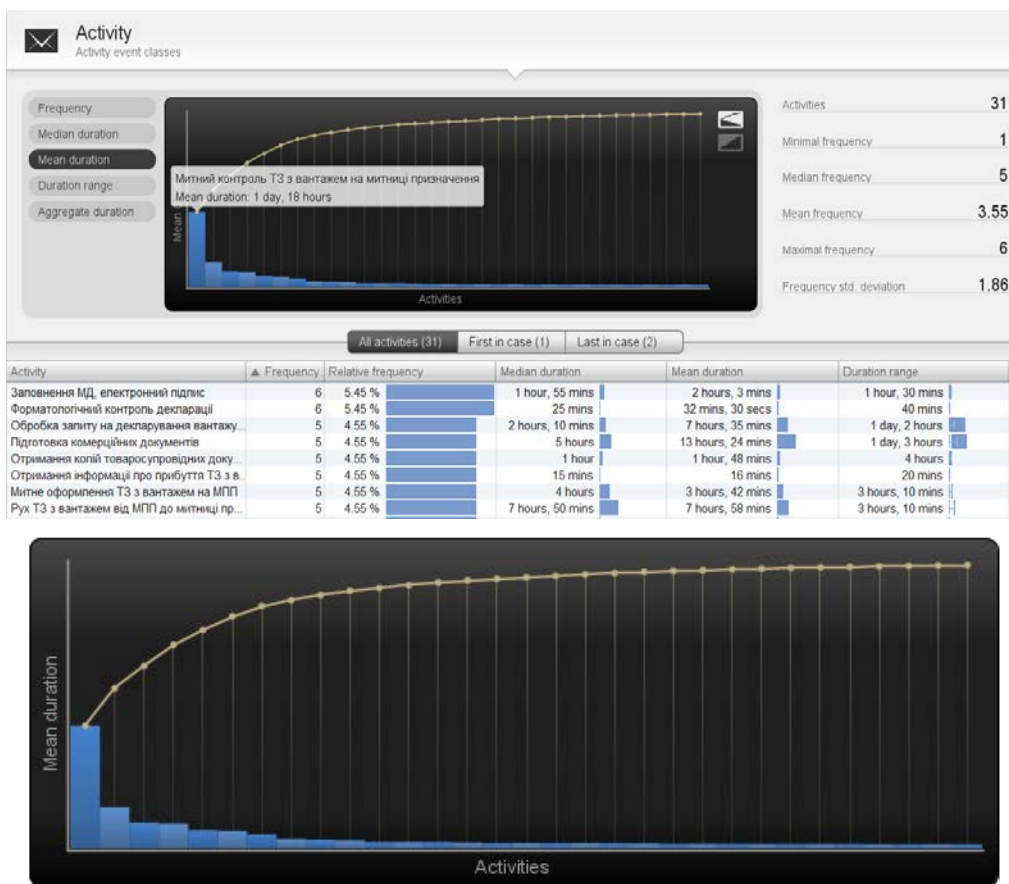 Activity
Activity event classes
Frequency
Median duration
Mean duration
Duration range
Aggregate duration
Mean
Митний контроль ТЗ з вантажем на митниці призначення
Mean duration: 1 day, 18 hours
Activities
Activities 31
Minimal frequency 1
Median frequency 5
Mean frequency 3.55
Maximal frequency 6
Frequency std. deviation 1.86
All activities (31) First in case (1) Last in case (2)
Activity ▲ Frequency Relative frequency Median duration Mean duration Duration range
Заповнення МД, електронний підпис 6 5.45 % 1 hour, 55 mins 2 hours, 3 mins 1 hour, 30 mins
Форматологічний контроль декларації 6 5.45 % 25 mins 32 mins, 30 secs 40 mins
Обробка запиту на декларування вантажу... 5 4.55 % 2 hours, 10 mins 7 hours, 35 mins 1 day, 2 hours
Підготовка комерційних документів 5 4.55 % 5 hours 13 hours, 24 mins 1 day, 3 hours
Отримання копій товаросупровідних доку... 5 4.55 % 1 hour 1 hour, 48 mins 4 hours
Отримання інформації про прибуття ТЗ з в... 5 4.55 % 15 mins 16 mins 20 mins
Митне оформлення ТЗ з вантажем на МПП 5 4.55 % 4 hours 3 hours, 42 mins 3 hours, 10 mins
Рух ТЗ з вантажем від МПП до митниці пр... 5 4.55 % 7 hours, 50 mins 7 hours, 58 mins 3 hours, 10 mins
Mean duration
Activities